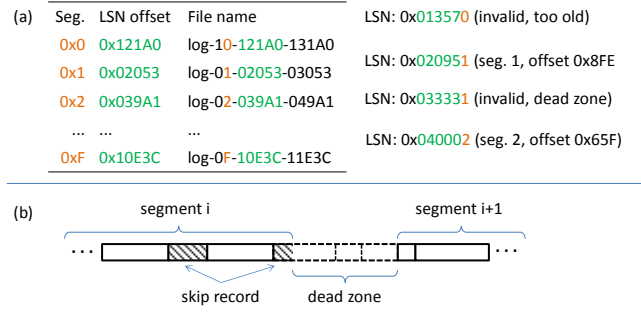 (a)
Seg. LSN offset File name
0x0 0x121A0 log-10-121A0-131A0
0x1 0x02053 log-01-02053-03053
0x2 0x039A1 log-02-039A1-049A1
... ... ...
0xF 0x10E3C log-0F-10E3C-11E3C
LSN: 0x013570 (invalid, too old)
LSN: 0x020951 (seg. 1, offset 0x8FE
LSN: 0x033331 (invalid, dead zone)
LSN: 0x040002 (seg. 2, offset 0x65F)
(b)
segment i segment i+1
... ...
skip record dead zone